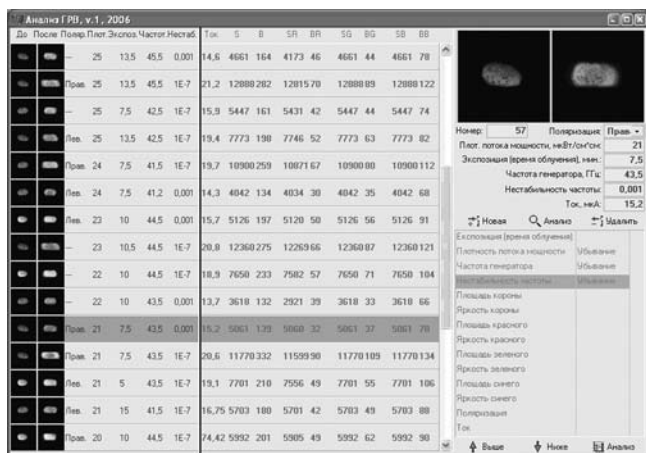 Анализ ГРВ, v.1, 2006
До После Поляр. Плот. Экспоз. Частот. Нестаб. Ток S B SR BR SG BG SB BB
--- 25 13,5 45,5 0,001 14,6 4661 164 4173 46 4661 44 4661 78
Прав. 25 13,5 45,5 1E-7 21,2 12888 282 12815 70 12888 89 12888 122
--- 25 7,5 42,5 1E-7 15,9 5447 161 5431 42 5447 44 5447 74
Лев. 25 13,5 42,5 1E-7 19,4 7773 198 7746 52 7773 63 7773 82
Прав. 24 7,5 41,5 1E-7 19,7 10900 259 10871 67 10900 80 10900 112
Лев. 24 7,5 41,2 0,001 14,3 4042 134 4034 30 4042 35 4042 68
Лев. 23 10 44,5 0,001 15,7 5126 197 5120 50 5126 56 5126 91
--- 23 10,5 44,5 1E-7 20,8 12360 275 12269 66 12360 87 12360 121
--- 22 10 44,5 1E-7 18,9 7650 233 7582 57 7650 71 7650 104
--- 22 10 43,5 0,001 13,7 3618 132 2921 39 3618 33 3618 66
Прав. 21 7,5 43,5 0,001 15,2 5061 139 5060 32 5061 37 5061 70
Прав. 21 7,5 43,5 1E-7 20,6 11770 332 11599 90 11770 109 11770 134
Лев. 21 5 43,5 1E-7 19,1 7701 210 7556 49 7701 55 7701 106
Лев. 21 15 41,5 1E-7 16,75 5703 180 5701 42 5703 49 5703 88
Прав. 20 10 44,5 1E-7 74,42 5992 201 5905 49 5992 62 5992 90
Номер: 57 Поляризация: Прав
Плот. потока мощности, мкВт/см*см: 21
Экспозиция (время облучения), мин.: 7,5
Частота генератора, ГГц: 43,5
Нестабильность частоты: 0,001
Ток, мкА: 15,2
Новая Анализ Удалить
Экспозиция (время облучения)
Плотность потока мощности Убывание
Частота генератора Убывание
Нестабильность частоты Убывание
Площадь короны
Яркость короны
Площадь красного
Яркость красного
Площадь зеленого
Яркость зеленого
Площадь синего
Яркость синего
Поляризация
Ток
Выше Ниже Анализ